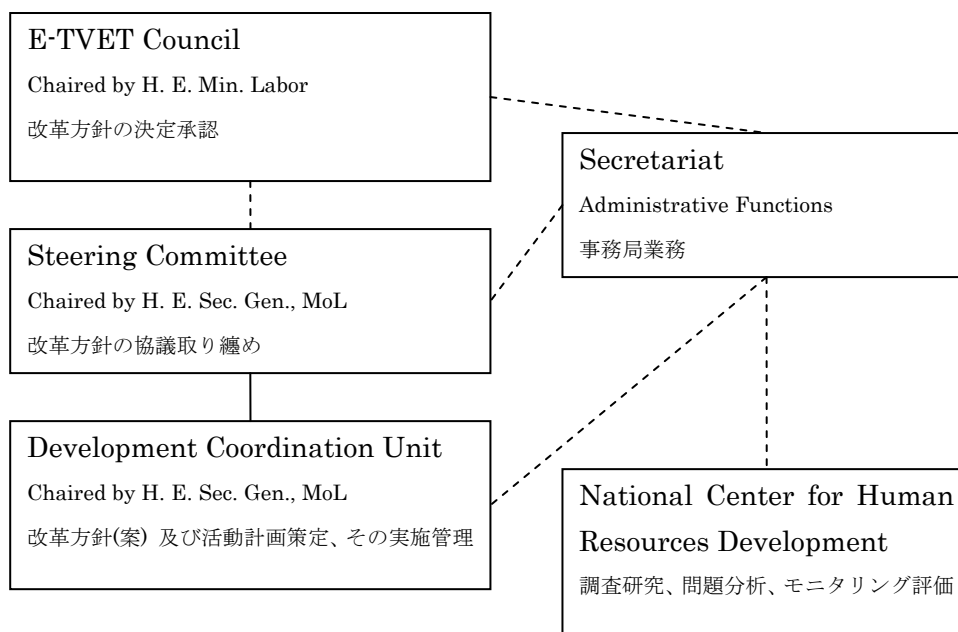 E-TVET Council
Chaired by H. E. Min. Labor
改革方針の決定承認
Secretariat
Administrative Functions
事務局業務
Steering Committee
Chaired by H. E. Sec. Gen., MoL
改革方針の協議取り纏め
Development Coordination Unit
Chaired by H. E. Sec. Gen., MoL
改革方針(案) 及び活動計画策定、その実施管理
National Center for Human
Resources Development
調査研究、問題分析、モニタリング評価